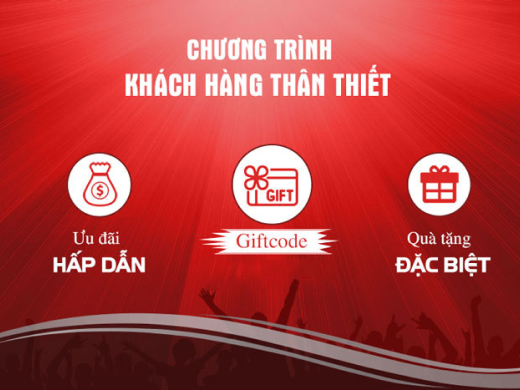 CHƯƠNG TRÌNH
KHÁCH HÀNG THÂN THIẾT
$
GIFT
Ưu đãi
HẤP DẪN
Giftcode
Quà tặng
ĐẶC BIỆT